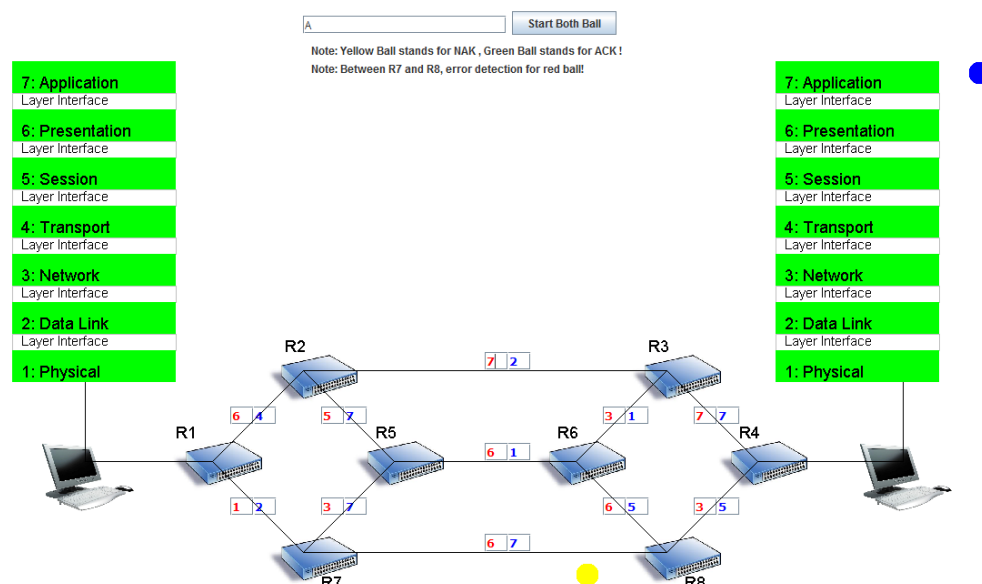 A
Start Both Ball
Note: Yellow Ball stands for NAK , Green Ball stands for ACK !
Note: Between R7 and R8, error detection for red ball!
7: Application
Layer Interface
6: Presentation
Layer Interface
5: Session
Layer Interface
4: Transport
Layer Interface
3: Network
Layer Interface
2: Data Link
Layer Interface
1: Physical
7: Application
Layer Interface
6: Presentation
Layer Interface
5: Session
Layer Interface
4: Transport
Layer Interface
3: Network
Layer Interface
2: Data Link
Layer Interface
1: Physical
R2
R3
7 2
6 4
5 7
3 1
7 7
R1
R5
R6
R4
6 1
1 2
3 7
6 5
3 5
6 7
R7
R8